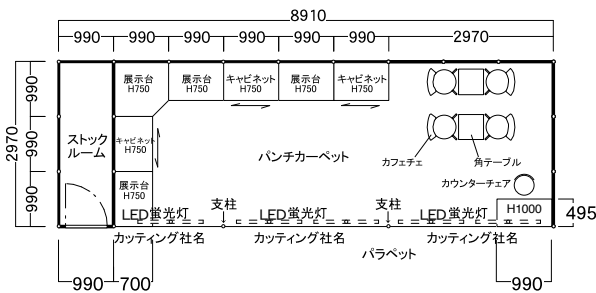 8910
990 990 990 990 990 990 2970
2970
990
990
990
展示台
H750
展示台
H750
キャビネット
H750
展示台
H750
キャビネット
H750
キャビネット
H750
展示台
H750
ストック
ルーム
パンチカーペット
カフェチェ
角テーブル
カウンターチェア
H1000
495
支柱
支柱
LED蛍光灯
LED蛍光灯
LED蛍光灯
カッティング社名
カッティング社名
カッティング社名
パラペット
990 700
990